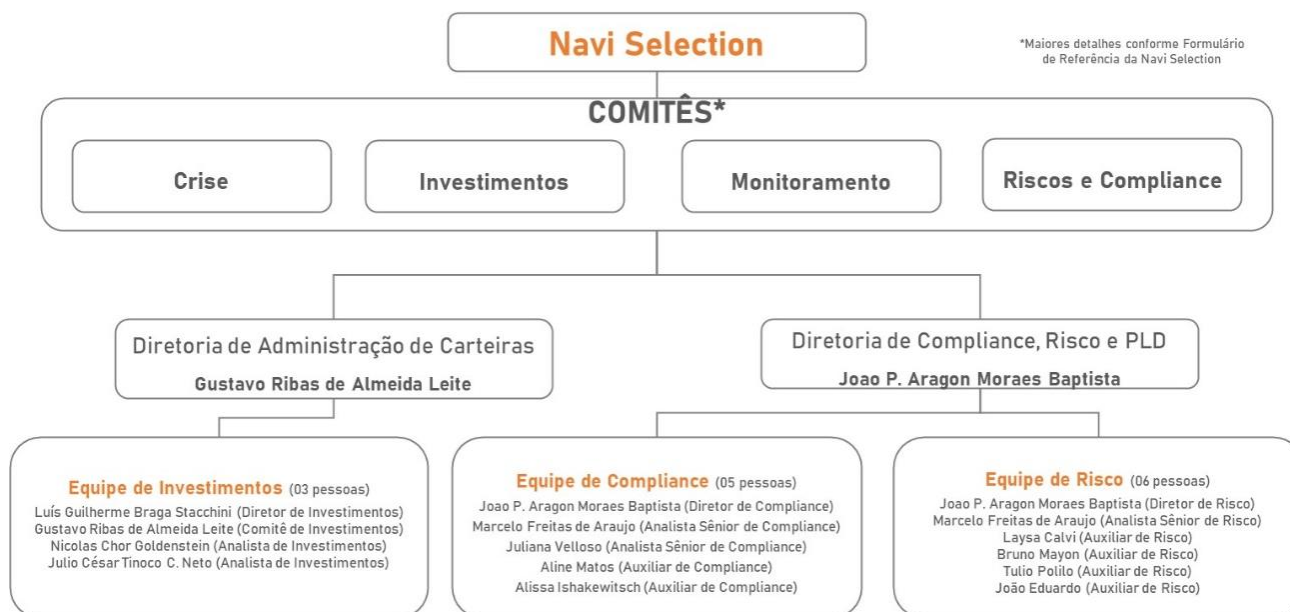 Navi Selection
*Maiores detalhes conforme Formulário
de Referência da Navi Selection
COMITÊS*
Crise
Investimentos
Monitoramento
Riscos e Compliance
Diretoria de Administração de Carteiras
Gustavo Ribas de Almeida Leite
Diretoria de Compliance, Risco e PLD
Joao P. Aragon Moraes Baptista
Equipe de Investimentos (03 pessoas)
Luís Guilherme Braga Stacchini (Diretor de Investimentos)
Gustavo Ribas de Almeida Leite (Comitê de Investimentos)
Nicolas Chor Goldenstein (Analista de Investimentos)
Julio César Tinoco C. Neto (Analista de Investimentos)
Equipe de Compliance (05 pessoas)
Joao P. Aragon Moraes Baptista (Diretor de Compliance)
Marcelo Freitas de Araujo (Analista Sênior de Compliance)
Juliana Velloso (Analista Sênior de Compliance)
Aline Matos (Auxiliar de Compliance)
Alissa Ishakewitsch (Auxiliar de Compliance)
Equipe de Risco (06 pessoas)
Joao P. Aragon Moraes Baptista (Diretor de Risco)
Marcelo Freitas de Araujo (Analista Sênior de Risco)
Laysa Calvi (Auxiliar de Risco)
Bruno Mayon (Auxiliar de Risco)
Tulio Polilo (Auxiliar de Risco)
João Eduardo (Auxiliar de Risco)